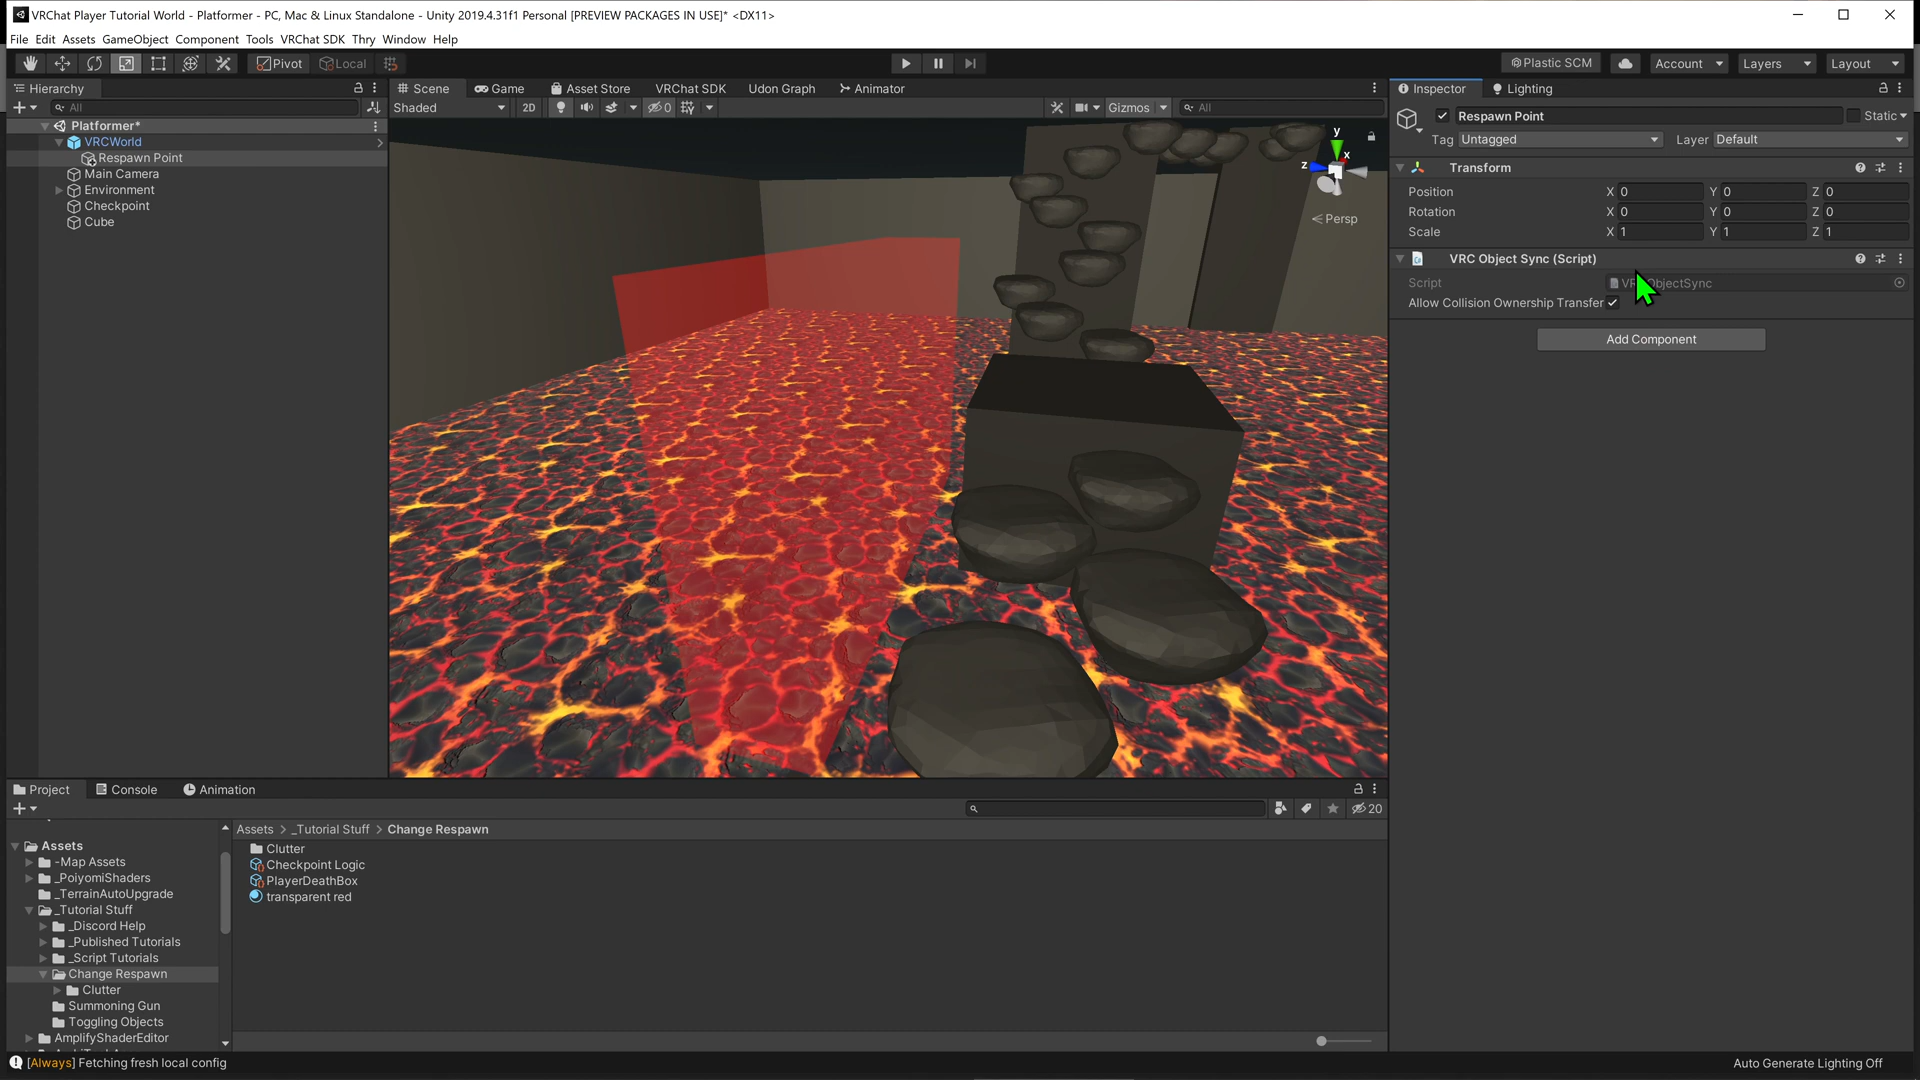 VRChat Player Tutorial World - Platformer - PC, Mac & Linux Standalone - Unity 2019.4.31f1 Personal [PREVIEW PACKAGES IN USE]* <DX11>
File Edit Assets GameObject Component Tools VRChat SDK Thry Window Help
Pivot Local Plastic SCM Account Layers Layout
Hierarchy
All
Platformer*
VRCWorld
Respawn Point
Main Camera
Environment
Checkpoint
Cube
Scene Game Asset Store VRChat SDK Udon Graph Animator
Shaded 2D 0 Gizmos All
y
x
z
Persp
Inspector Lighting
Respawn Point Static
Tag Untagged Layer Default
Transform
Position X 0 Y 0 Z 0
Rotation X 0 Y 0 Z 0
Scale X 1 Y 1 Z 1
VRC Object Sync (Script)
Script
Allow Collision Ownership Transfer
Add Component
Project Console Animation
20
Assets
-Map Assets
_PoiyomiShaders
_TerrainAutoUpgrade
_Tutorial Stuff
_Discord Help
_Published Tutorials
_Script Tutorials
Change Respawn
Clutter
Summoning Gun
Toggling Objects
AmplifyShaderEditor
Assets > _Tutorial Stuff > Change Respawn
Clutter
Checkpoint Logic
PlayerDeathBox
transparent red
[Always] Fetching fresh local config
Auto Generate Lighting Off